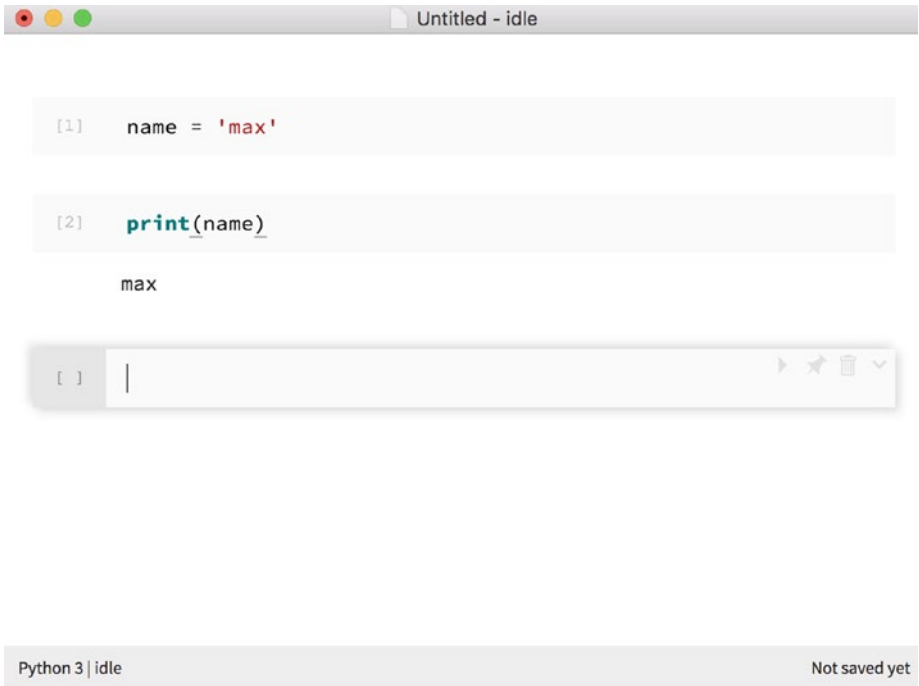 Untitled - idle
[1] name = 'max'
[2] print(name)
max
[ ]
Python 3 | idle
Not saved yet